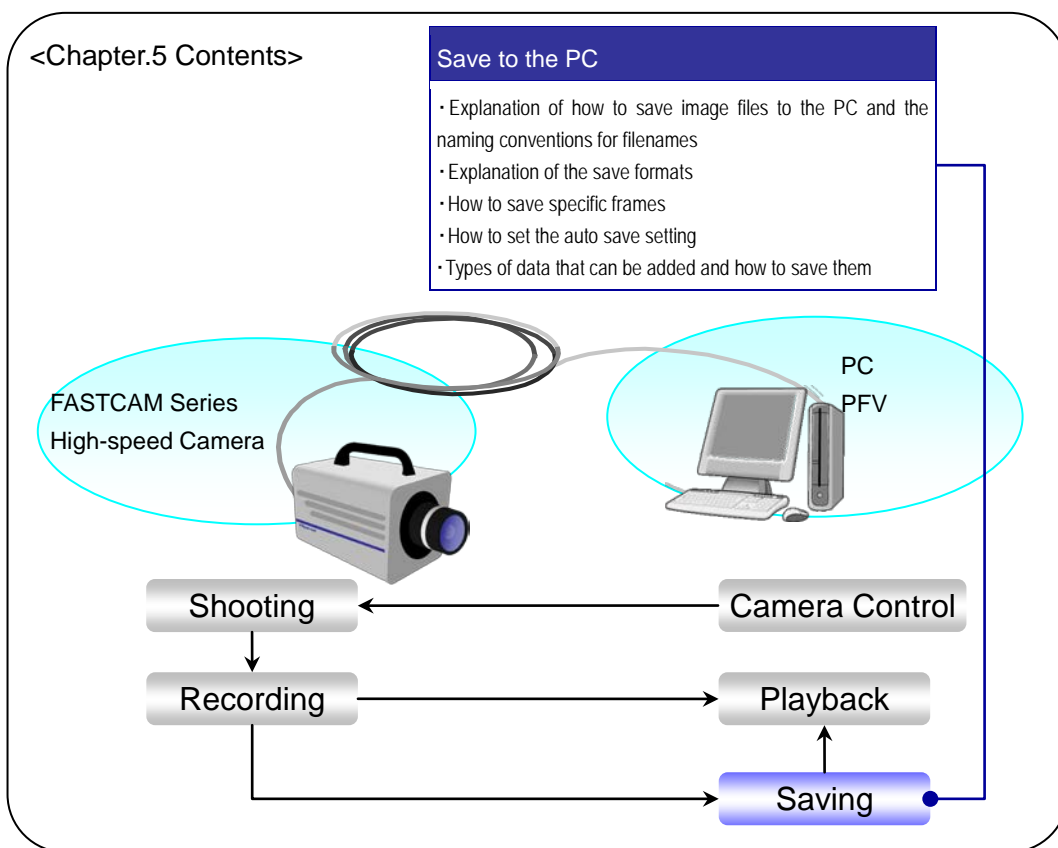 <Chapter.5 Contents>
Save to the PC
・Explanation of how to save image files to the PC and the
naming conventions for filenames
・Explanation of the save formats
・How to save specific frames
・How to set the auto save setting
・Types of data that can be added and how to save them
FASTCAM Series
High-speed Camera
PC
PFV
Shooting
Camera Control
Recording
Playback
Saving